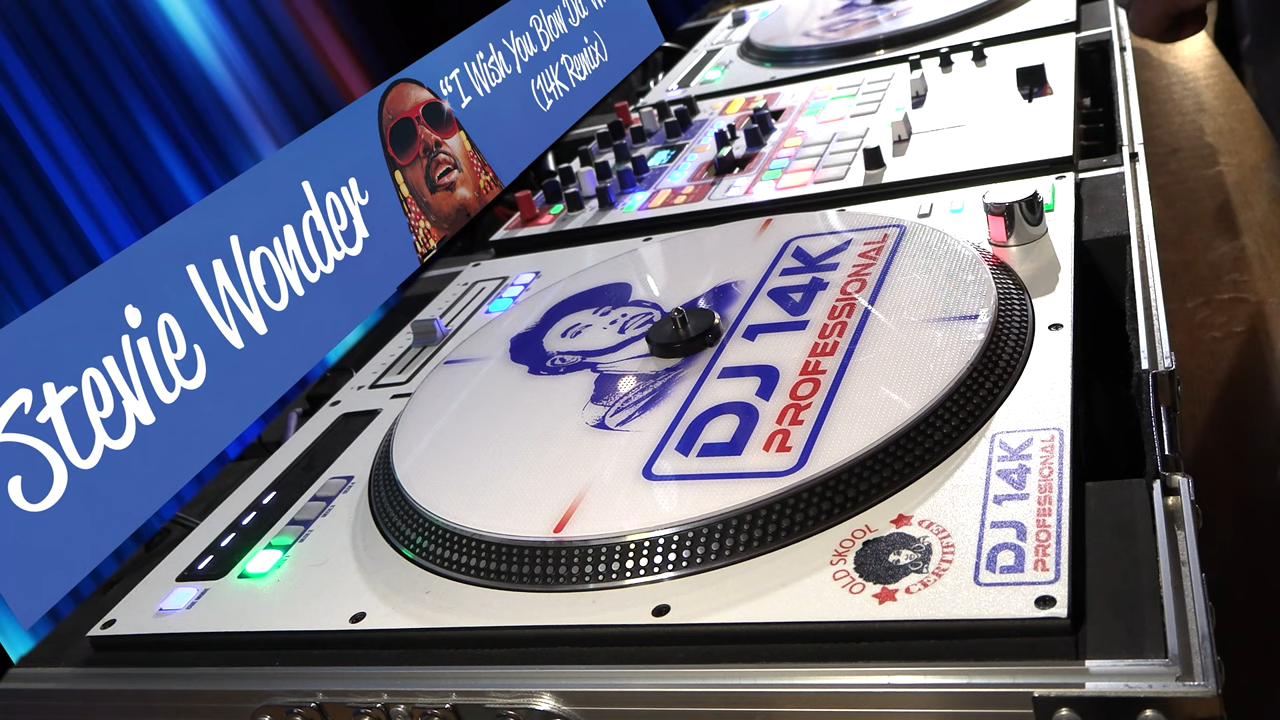 Stevie Wonder
"I Wish You Blow Da
(14K Remix)
DJ 14K
PROFESSIONAL
OLD SKOOL
CERTIFIED
DJ 14K
PROFESSIONAL